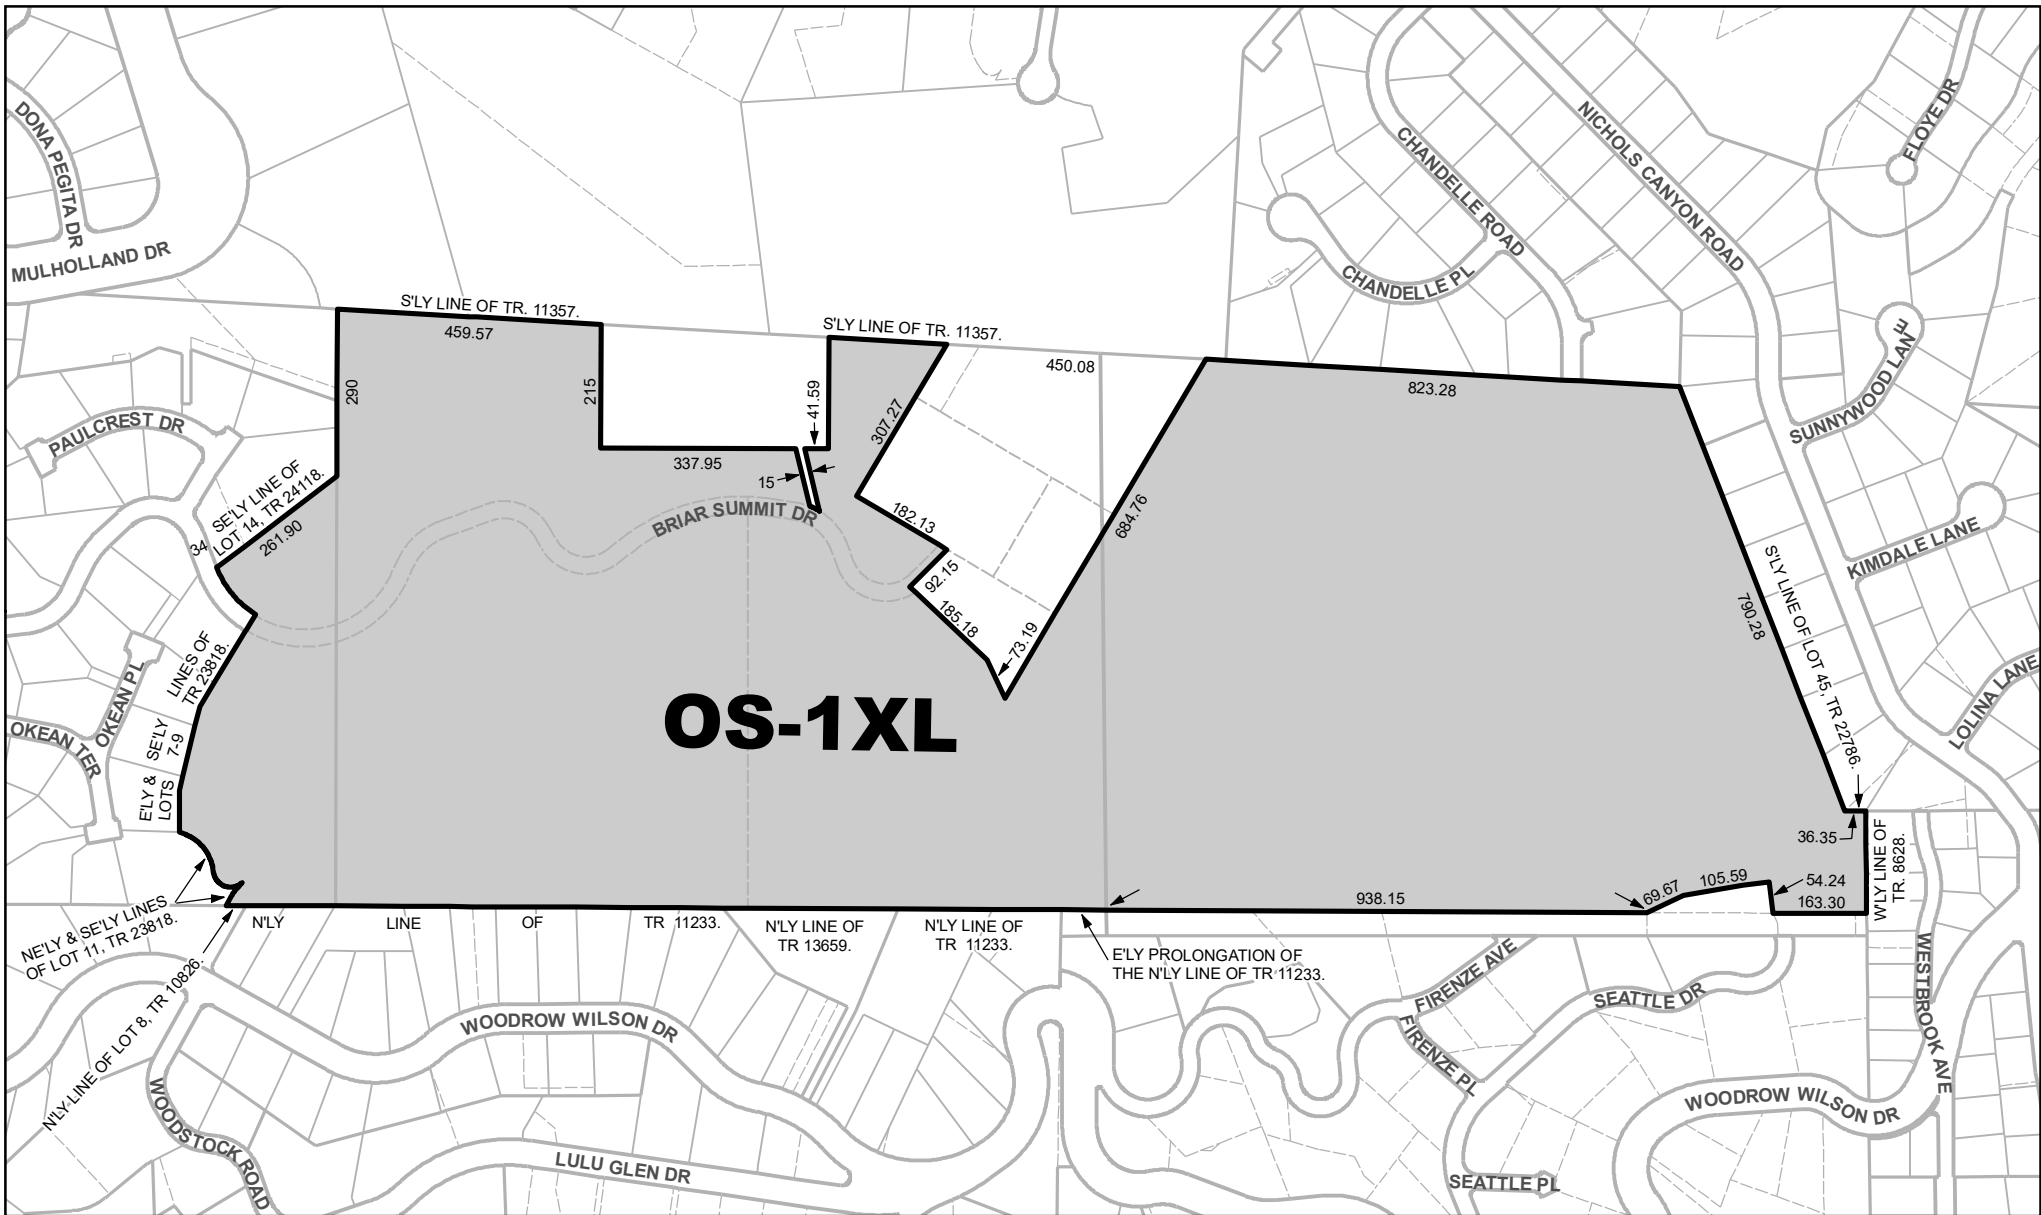 DONA PEGITA DR
MULHOLLAND DR
NICHOLS CANYON ROAD
FLOYE DR
CHANDELLE ROAD
CHANDELLE PL
S'LY LINE OF TR. 11357.
459.57
S'LY LINE OF TR. 11357.
450.08
823.28
290
215
41.59
307.27
337.95
15
182.13
92.15
185.18
73.19
684.76
BRIAR SUMMIT DR
PAULCREST DR
SE'LY LINE OF
LOT 14, TR 24118.
34
261.90
SUNNYWOOD LANE
KIMDALE LANE
LOLINA LANE
S'LY LINE OF LOT 45, TR 22786.
790.28
LINES OF
TR 23818.
E'LY & SE'LY
LOTS 7-9
OKEAN PL
OKEAN TER
OS-1XL
36.35
W'LY LINE OF
TR. 8628.
69.67
105.59
54.24
163.30
938.15
NE'LY & SE'LY LINES
OF LOT 11, TR 23818.
N'LY LINE OF LOT 8, TR 10826.
N'LY LINE OF TR 11233.
N'LY LINE OF
TR 13659.
N'LY LINE OF
TR 11233.
E'LY PROLONGATION OF
THE N'LY LINE OF TR 11233.
WOODROW WILSON DR
FIRENZE AVE
FIRENZE PL
SEATTLE DR
WESTBROOK AVE
WOODROW WILSON DR
WOODSTOCK ROAD
LULU GLEN DR
SEATTLE PL